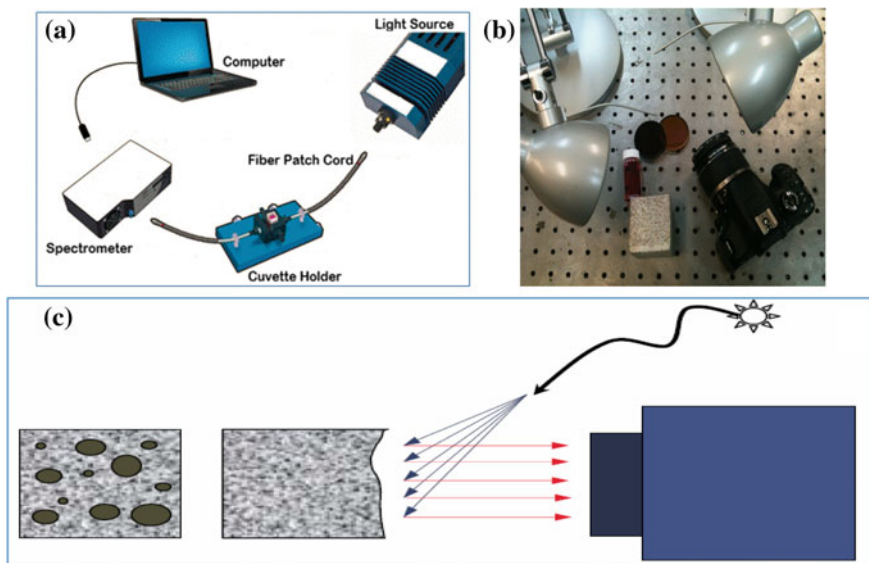 (a)
Light Source
Computer
Fiber Patch Cord
Spectrometer
Cuvette Holder
(b)
(c)